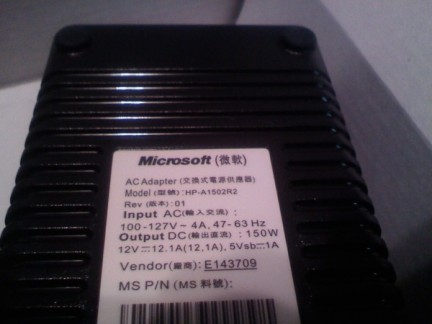 Microsoft (微軟)
AC Adapter (交換式電源供應器)
Model (型號) : HP-A1502R2
Rev (版本) : 01
Input AC(輸入交流) :
100-127V ~ 4A, 47- 63 Hz
Output DC(輸出直流) : 150W
12V⎓12.1A(12,1A), 5Vsb⎓1A
Vendor(廠商): E143709
MS P/N (MS 料號):